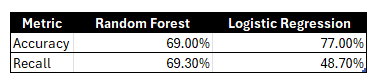 Metric Random Forest Logistic Regression
Accuracy 69.00% 77.00%
Recall 69.30% 48.70%